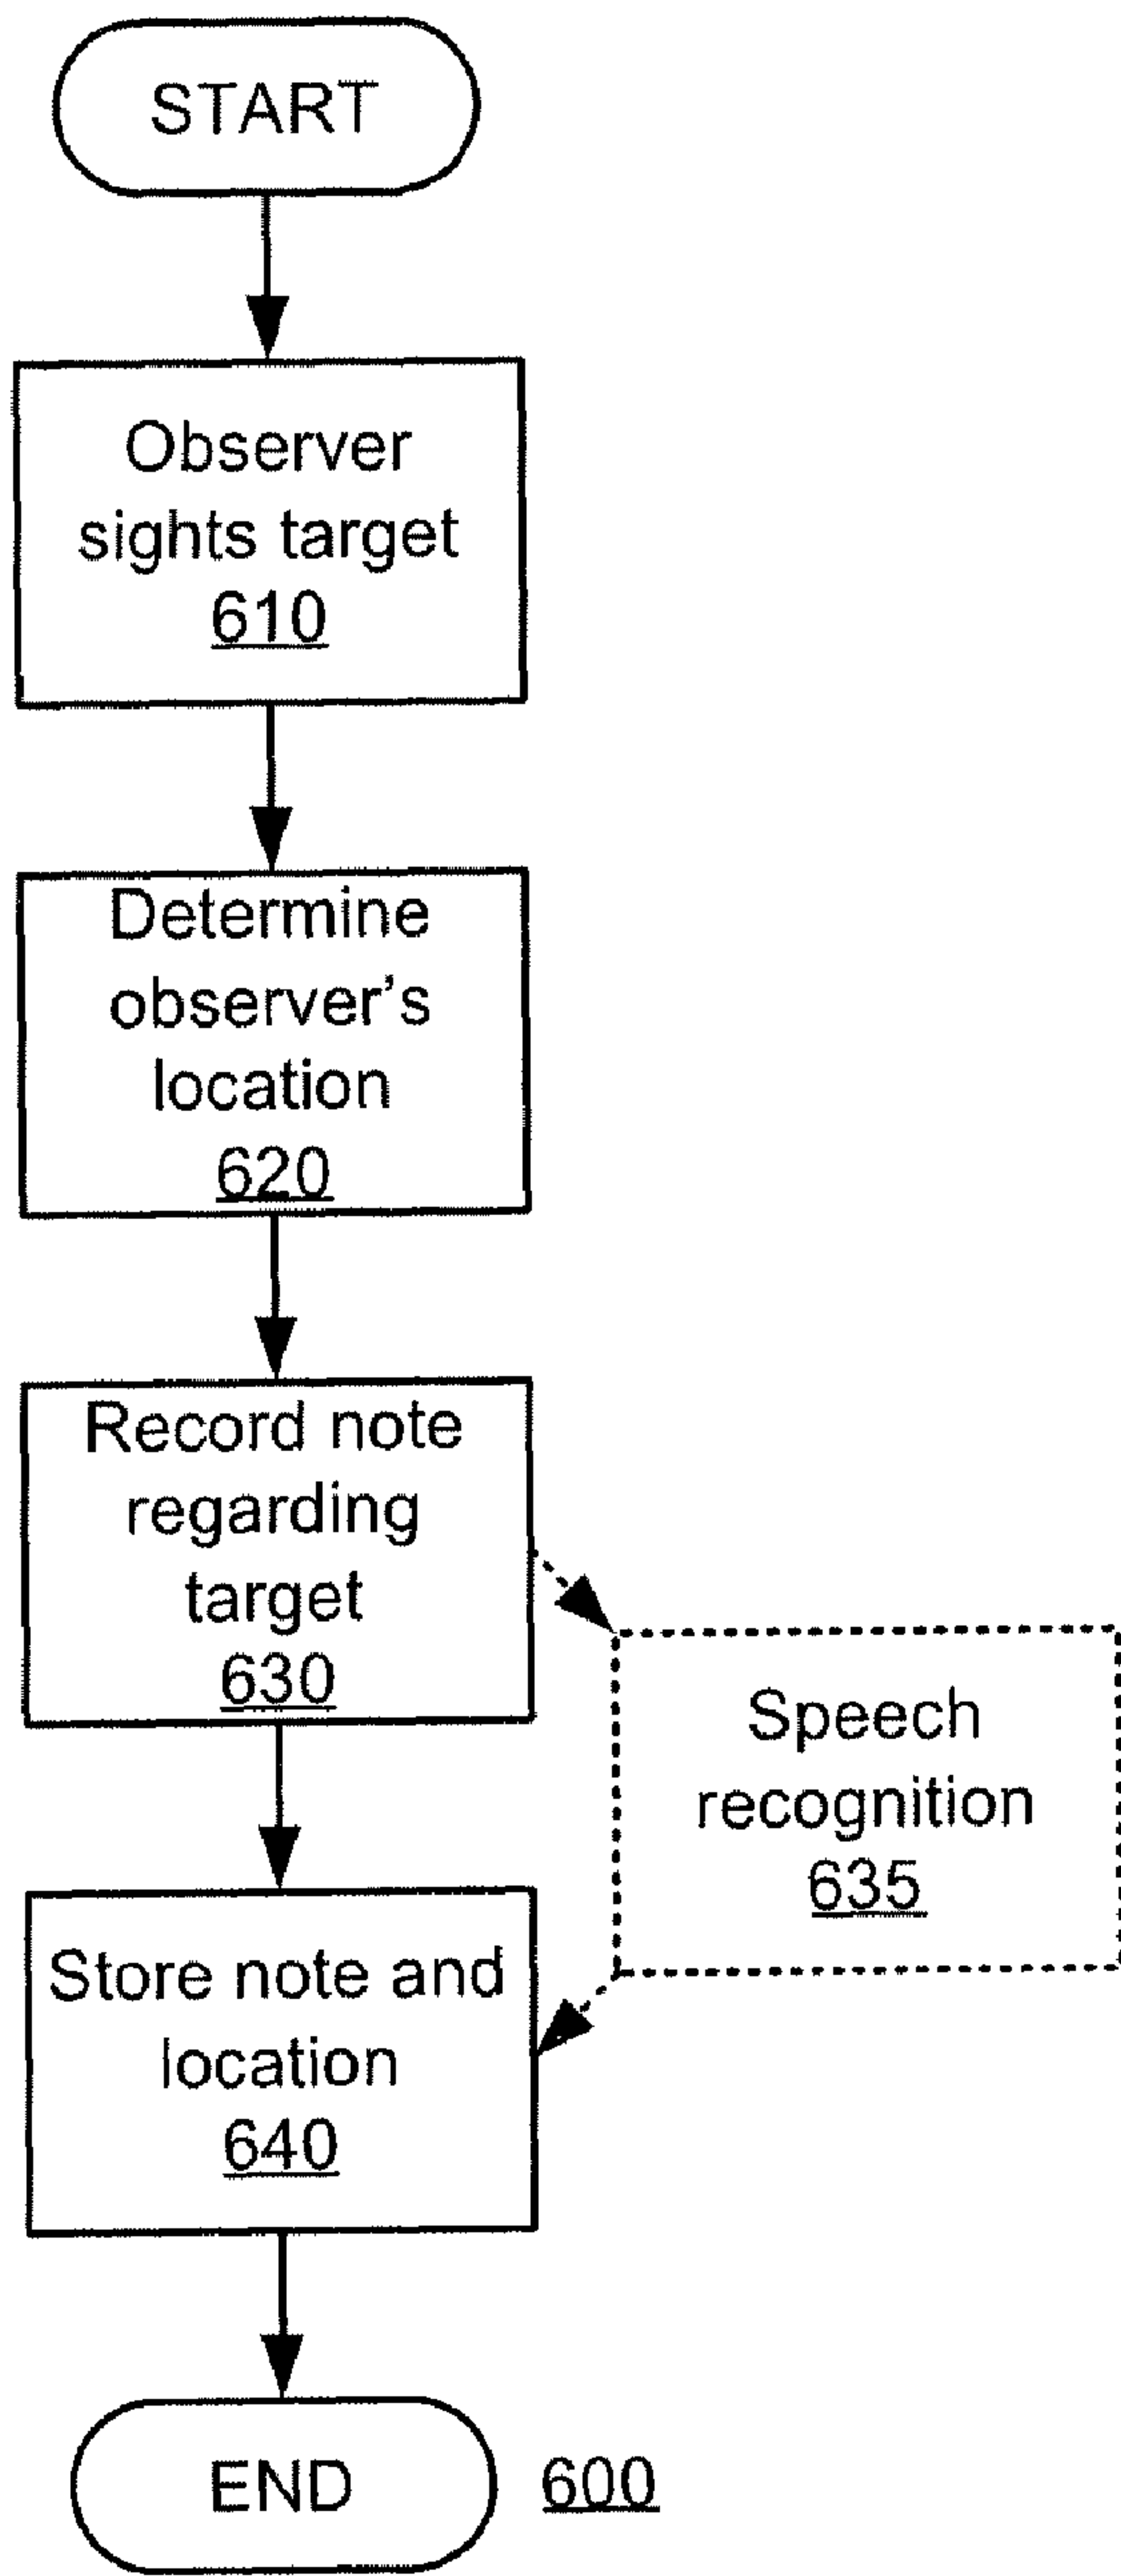 START
Observer
sights target
610
Determine
observer's
location
620
Record note
regarding
target
630
Speech
recognition
635
Store note and
location
640
END
600